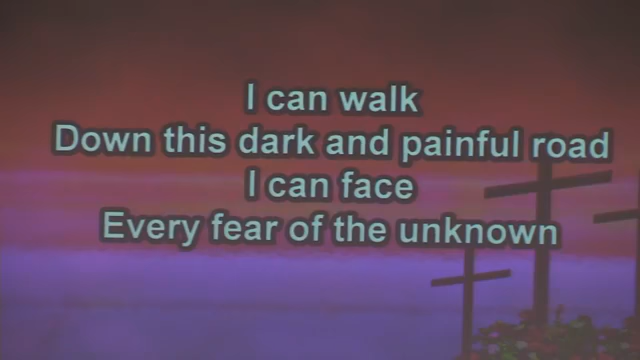 I can walk
Down this dark and painful road
I can face
Every fear of the unknown